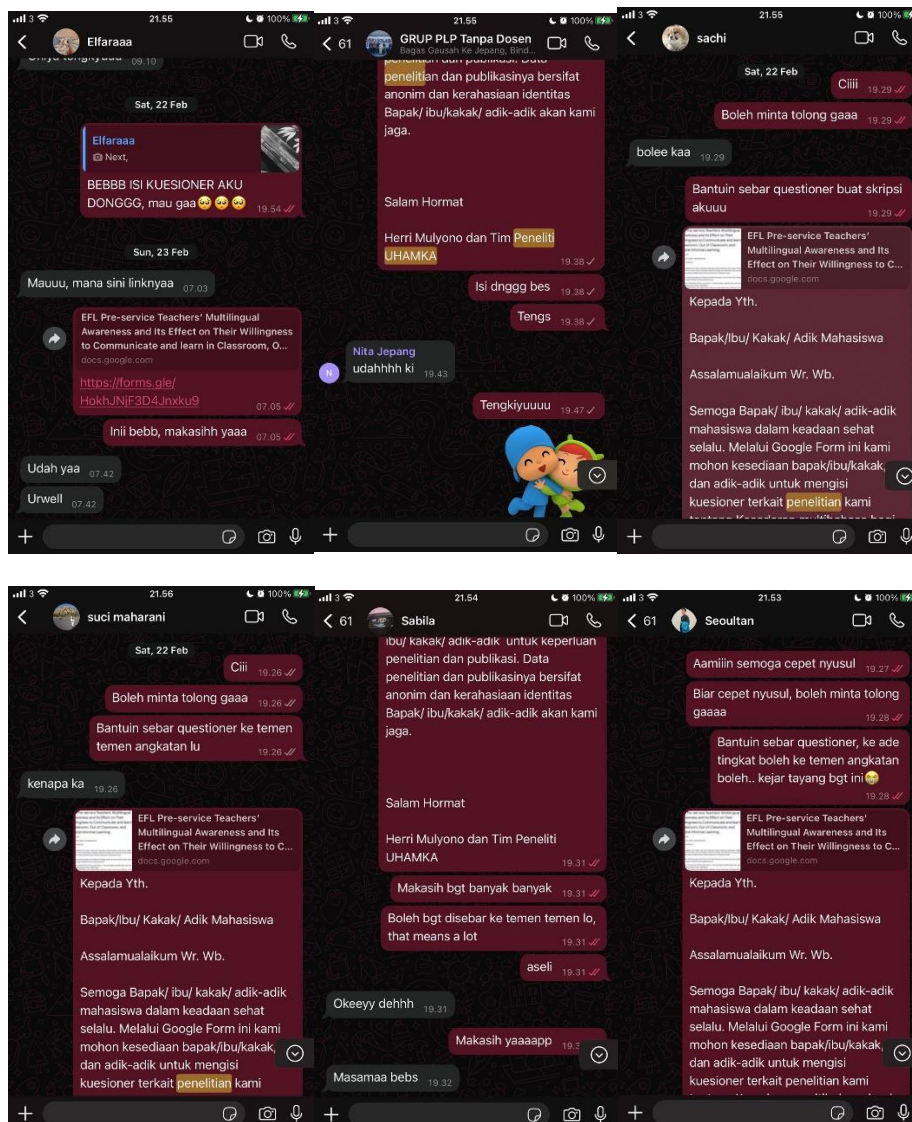 3
21.55
100%
Elfaraaa
09.10
Sat, 22 Feb
Elfaraaa
Next,
BEBBB ISI KUESIONER AKU
DONGGG, mau gaa🥺🥺🥺
19.54
Sun, 23 Feb
Mauuu, mana sini linknyaa 07.03
EFL Pre-service Teachers'
Multilingual Awareness and Its
Effect on Their Willingness
to Communicate and learn in Classroom, O...
docs.google.com
https://forms.gle/
HokhJNjF3D4Jnxku9
07.05
Inii bebb, makasihh yaaa 07.05
Udah yaa 07.42
Urwell 07.42
3
21.55
100%
61
GRUP PLP Tanpa Dosen
Bagas Gausah Ke Jepang, Bind...
penelitian dan publikasi. Data
penelitian dan publikasinya bersifat
anonim dan kerahasiaan identitas
Bapak/ ibu/kakak/ adik-adik akan kami
jaga.
Salam Hormat
Herri Mulyono dan Tim Peneliti
UHAMKA
19.38
Isi dnggg bes 19.38
Tengs 19.38
Nita Jepang
N
udahhhh ki 19.43
Tengkiyuuuu 19.47
3
21.55
100%
sachi
Sat, 22 Feb
Ciiii 19.29
Boleh minta tolong gaaa 19.29
bolee kaa 19.29
Bantuin sebar questioner buat skripsi
akuuu
19.29
EFL Pre-service Teachers'
Multilingual Awareness and Its
Effect on Their Willingness to C...
docs.google.com
Kepada Yth.
Bapak/Ibu/ Kakak/ Adik Mahasiswa
Assalamualaikum Wr. Wb.
Semoga Bapak/ ibu/ kakak/ adik-adik
mahasiswa dalam keadaan sehat
selalu. Melalui Google Form ini kami
mohon kesediaan bapak/ibu/kakak,
dan adik-adik untuk mengisi
kuesioner terkait penelitian kami
3
21.56
100%
suci maharani
Sat, 22 Feb
Ciii 19.26
Boleh minta tolong gaaa 19.26
Bantuin sebar questioner ke temen
temen angkatan lu
19.26
kenapa ka 19.26
EFL Pre-service Teachers'
Multilingual Awareness and Its
Effect on Their Willingness to C...
docs.google.com
Kepada Yth.
Bapak/Ibu/ Kakak/ Adik Mahasiswa
Assalamualaikum Wr. Wb.
Semoga Bapak/ ibu/ kakak/ adik-adik
mahasiswa dalam keadaan sehat
selalu. Melalui Google Form ini kami
mohon kesediaan bapak/ibu/kakak,
dan adik-adik untuk mengisi
kuesioner terkait penelitian kami
3
21.54
100%
61
Sabila
ibu/ kakak/ adik-adik untuk keperluan
penelitian dan publikasi. Data
penelitian dan publikasinya bersifat
anonim dan kerahasiaan identitas
Bapak/ ibu/kakak/ adik-adik akan kami
jaga.
Salam Hormat
Herri Mulyono dan Tim Peneliti
UHAMKA
19.31
Makasih bgt banyak banyak 19.31
Boleh bgt disebar ke temen temen lo,
that means a lot
19.31
aseli 19.31
Okeeyy dehhh 19.31
Makasih yaaaapp
Masamaa bebs 19.32
3
21.53
100%
61
Seoultan
Aamiiin semoga cepet nyusul 19.27
Biar cepet nyusul, boleh minta tolong
gaaaa
19.28
Bantuin sebar questioner, ke ade
tingkat boleh ke temen angkatan
boleh.. kejar tayang bgt ini😭
19.28
EFL Pre-service Teachers'
Multilingual Awareness and Its
Effect on Their Willingness to C...
docs.google.com
Kepada Yth.
Bapak/Ibu/ Kakak/ Adik Mahasiswa
Assalamualaikum Wr. Wb.
Semoga Bapak/ ibu/ kakak/ adik-adik
mahasiswa dalam keadaan sehat
selalu. Melalui Google Form ini kami
mohon kesediaan bapak/ibu/kakak,
dan adik-adik untuk mengisi
kuesioner terkait penelitian kami